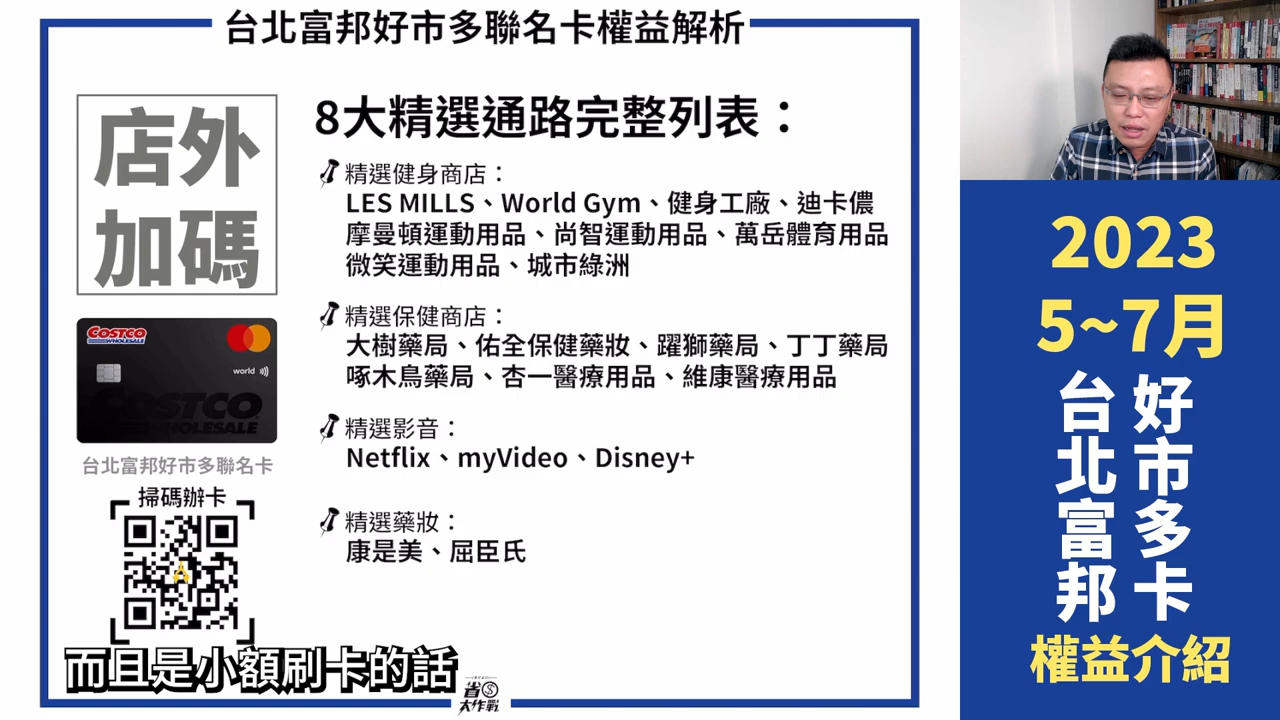 台北富邦好市多聯名卡權益解析
店外
加碼
COSTCO
WHOLESALE
world
COSTCO
WHOLESALE
台北富邦好市多聯名卡
掃碼辦卡
8大精選通路完整列表：
精選健身商店：
LES MILLS、World Gym、健身工廠、迪卡儂
摩曼頓運動用品、尚智運動用品、萬岳體育用品
微笑運動用品、城市綠洲
精選保健商店：
大樹藥局、佑全保健藥妝、躍獅藥局、丁丁藥局
啄木鳥藥局、杏一醫療用品、維康醫療用品
精選影音：
Netflix、myVideo、Disney+
精選藥妝：
康是美、屈臣氏
而且是小額刷卡的話
省$
大作戰
2023
5~7月
台北富邦
好市多卡
權益介紹